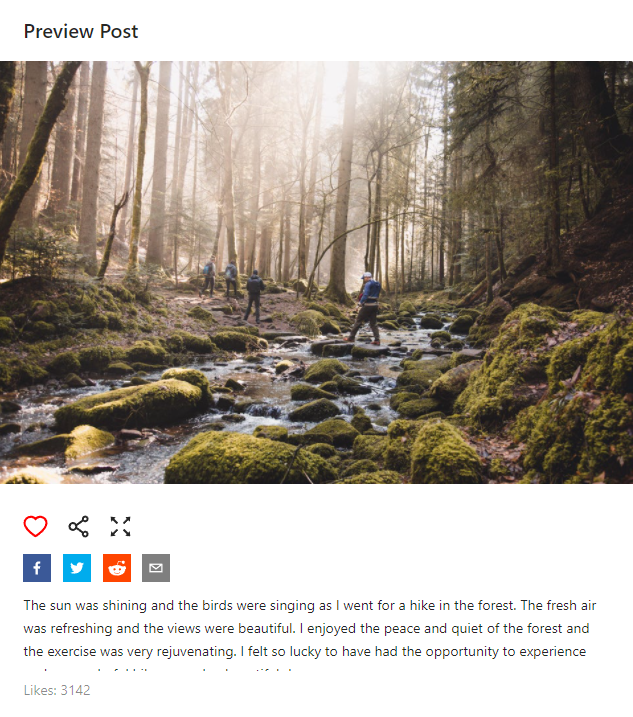 Preview Post
The sun was shining and the birds were singing as I went for a hike in the forest. The fresh air
was refreshing and the views were beautiful. I enjoyed the peace and quiet of the forest and
the exercise was very rejuvenating. I felt so lucky to have had the opportunity to experience
Likes: 3142